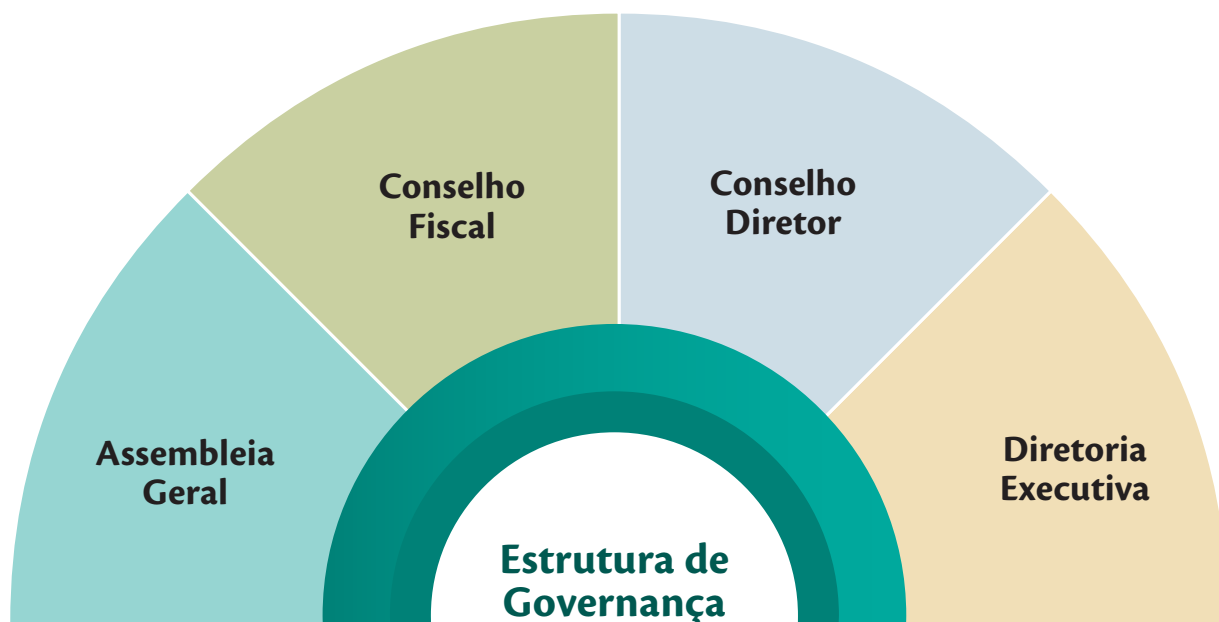 Conselho
Fiscal
Conselho
Diretor
Assembleia
Geral
Diretoria
Executiva
Estrutura de
Governança